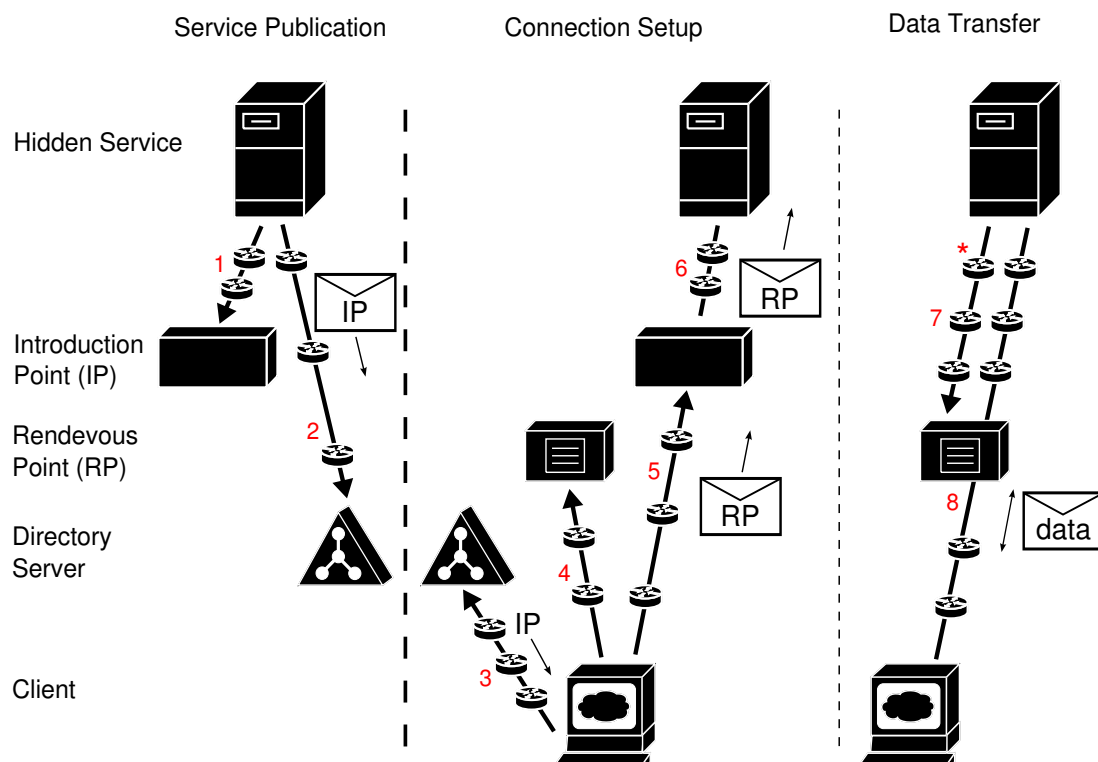 Service Publication
Connection Setup
Data Transfer
Hidden Service
1
IP
6
RP
*
7
Introduction
Point (IP)
Rendevous
Point (RP)
2
5
RP
8
data
Directory
Server
4
IP
3
Client